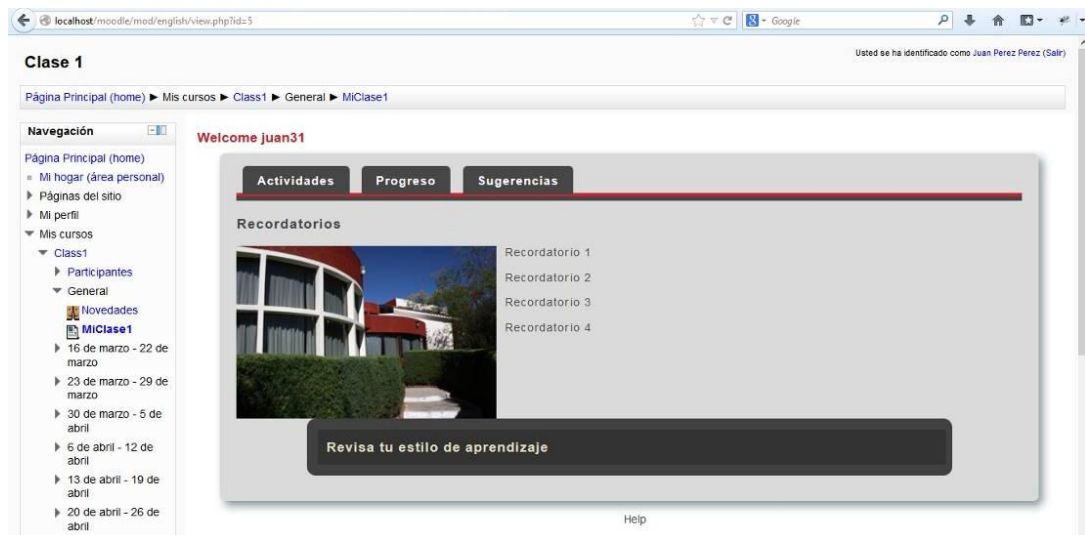 localhost/moodle/mod/english/view.php?id=5
Google
Clase 1
Usted se ha identificado como Juan Perez Perez (Salir)
Página Principal (home) ► Mis cursos ► Class1 ► General ► MiClase1
Navegación
Página Principal (home)
Mi hogar (área personal)
Páginas del sitio
Mi perfil
Mis cursos
Class1
Participantes
General
Novedades
MiClase1
16 de marzo - 22 de
marzo
23 de marzo - 29 de
marzo
30 de marzo - 5 de
abril
6 de abril - 12 de
abril
13 de abril - 19 de
abril
20 de abril - 26 de
abril
Welcome juan31
Actividades Progreso Sugerencias
Recordatorios
Recordatorio 1
Recordatorio 2
Recordatorio 3
Recordatorio 4
Revisa tu estilo de aprendizaje
Help